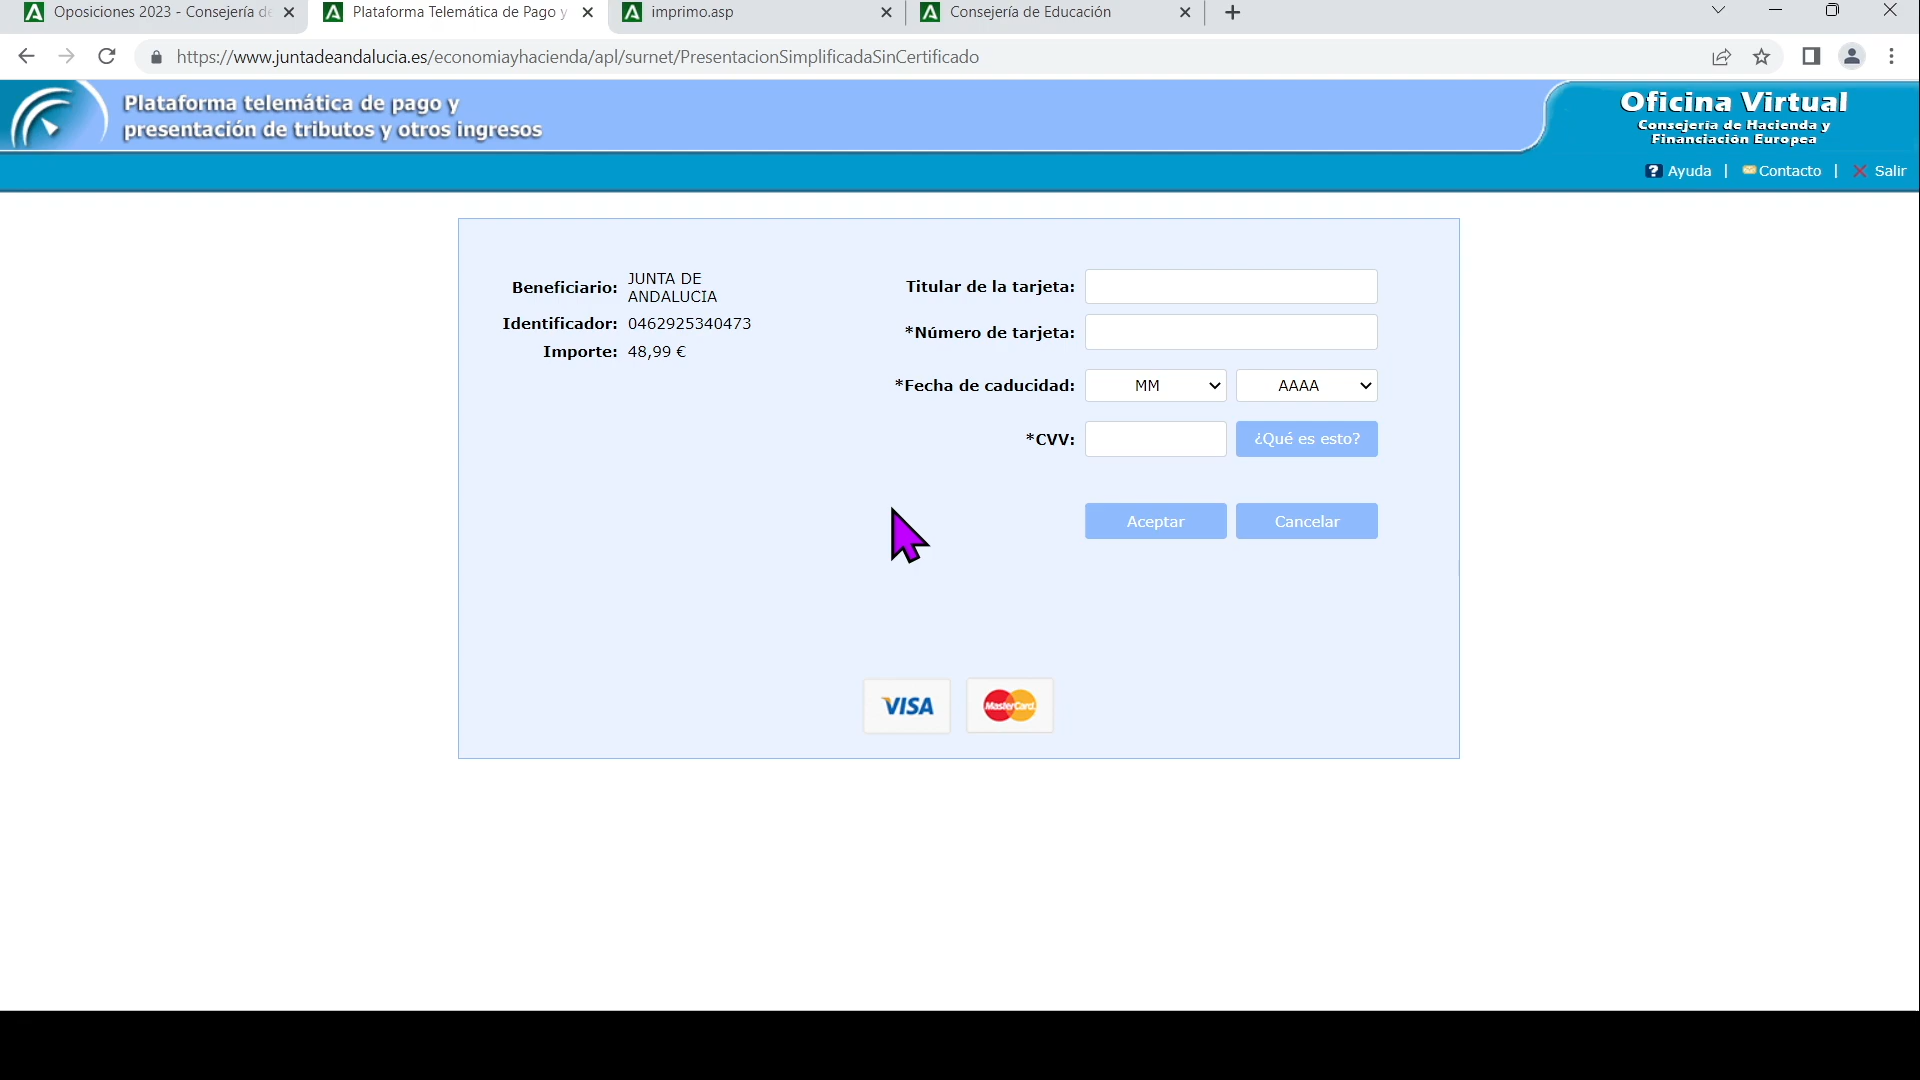 Oposiciones 2023 - Consejería de
Plataforma Telemática de Pago y
imprimo.asp
Consejería de Educación
https://www.juntadeandalucia.es/economiayhacienda/apl/surnet/PresentacionSimplificadaSinCertificado
Plataforma telemática de pago y
presentación de tributos y otros ingresos
Oficina Virtual
Consejería de Hacienda y
Financiación Europea
? Ayuda | Contacto | Salir
Beneficiario: JUNTA DE
ANDALUCIA
Identificador: 0462925340473
Importe: 48,99 €
Titular de la tarjeta:
*Número de tarjeta:
*Fecha de caducidad: MM AAAA
*CVV: ¿Qué es esto?
Aceptar Cancelar
VISA MasterCard